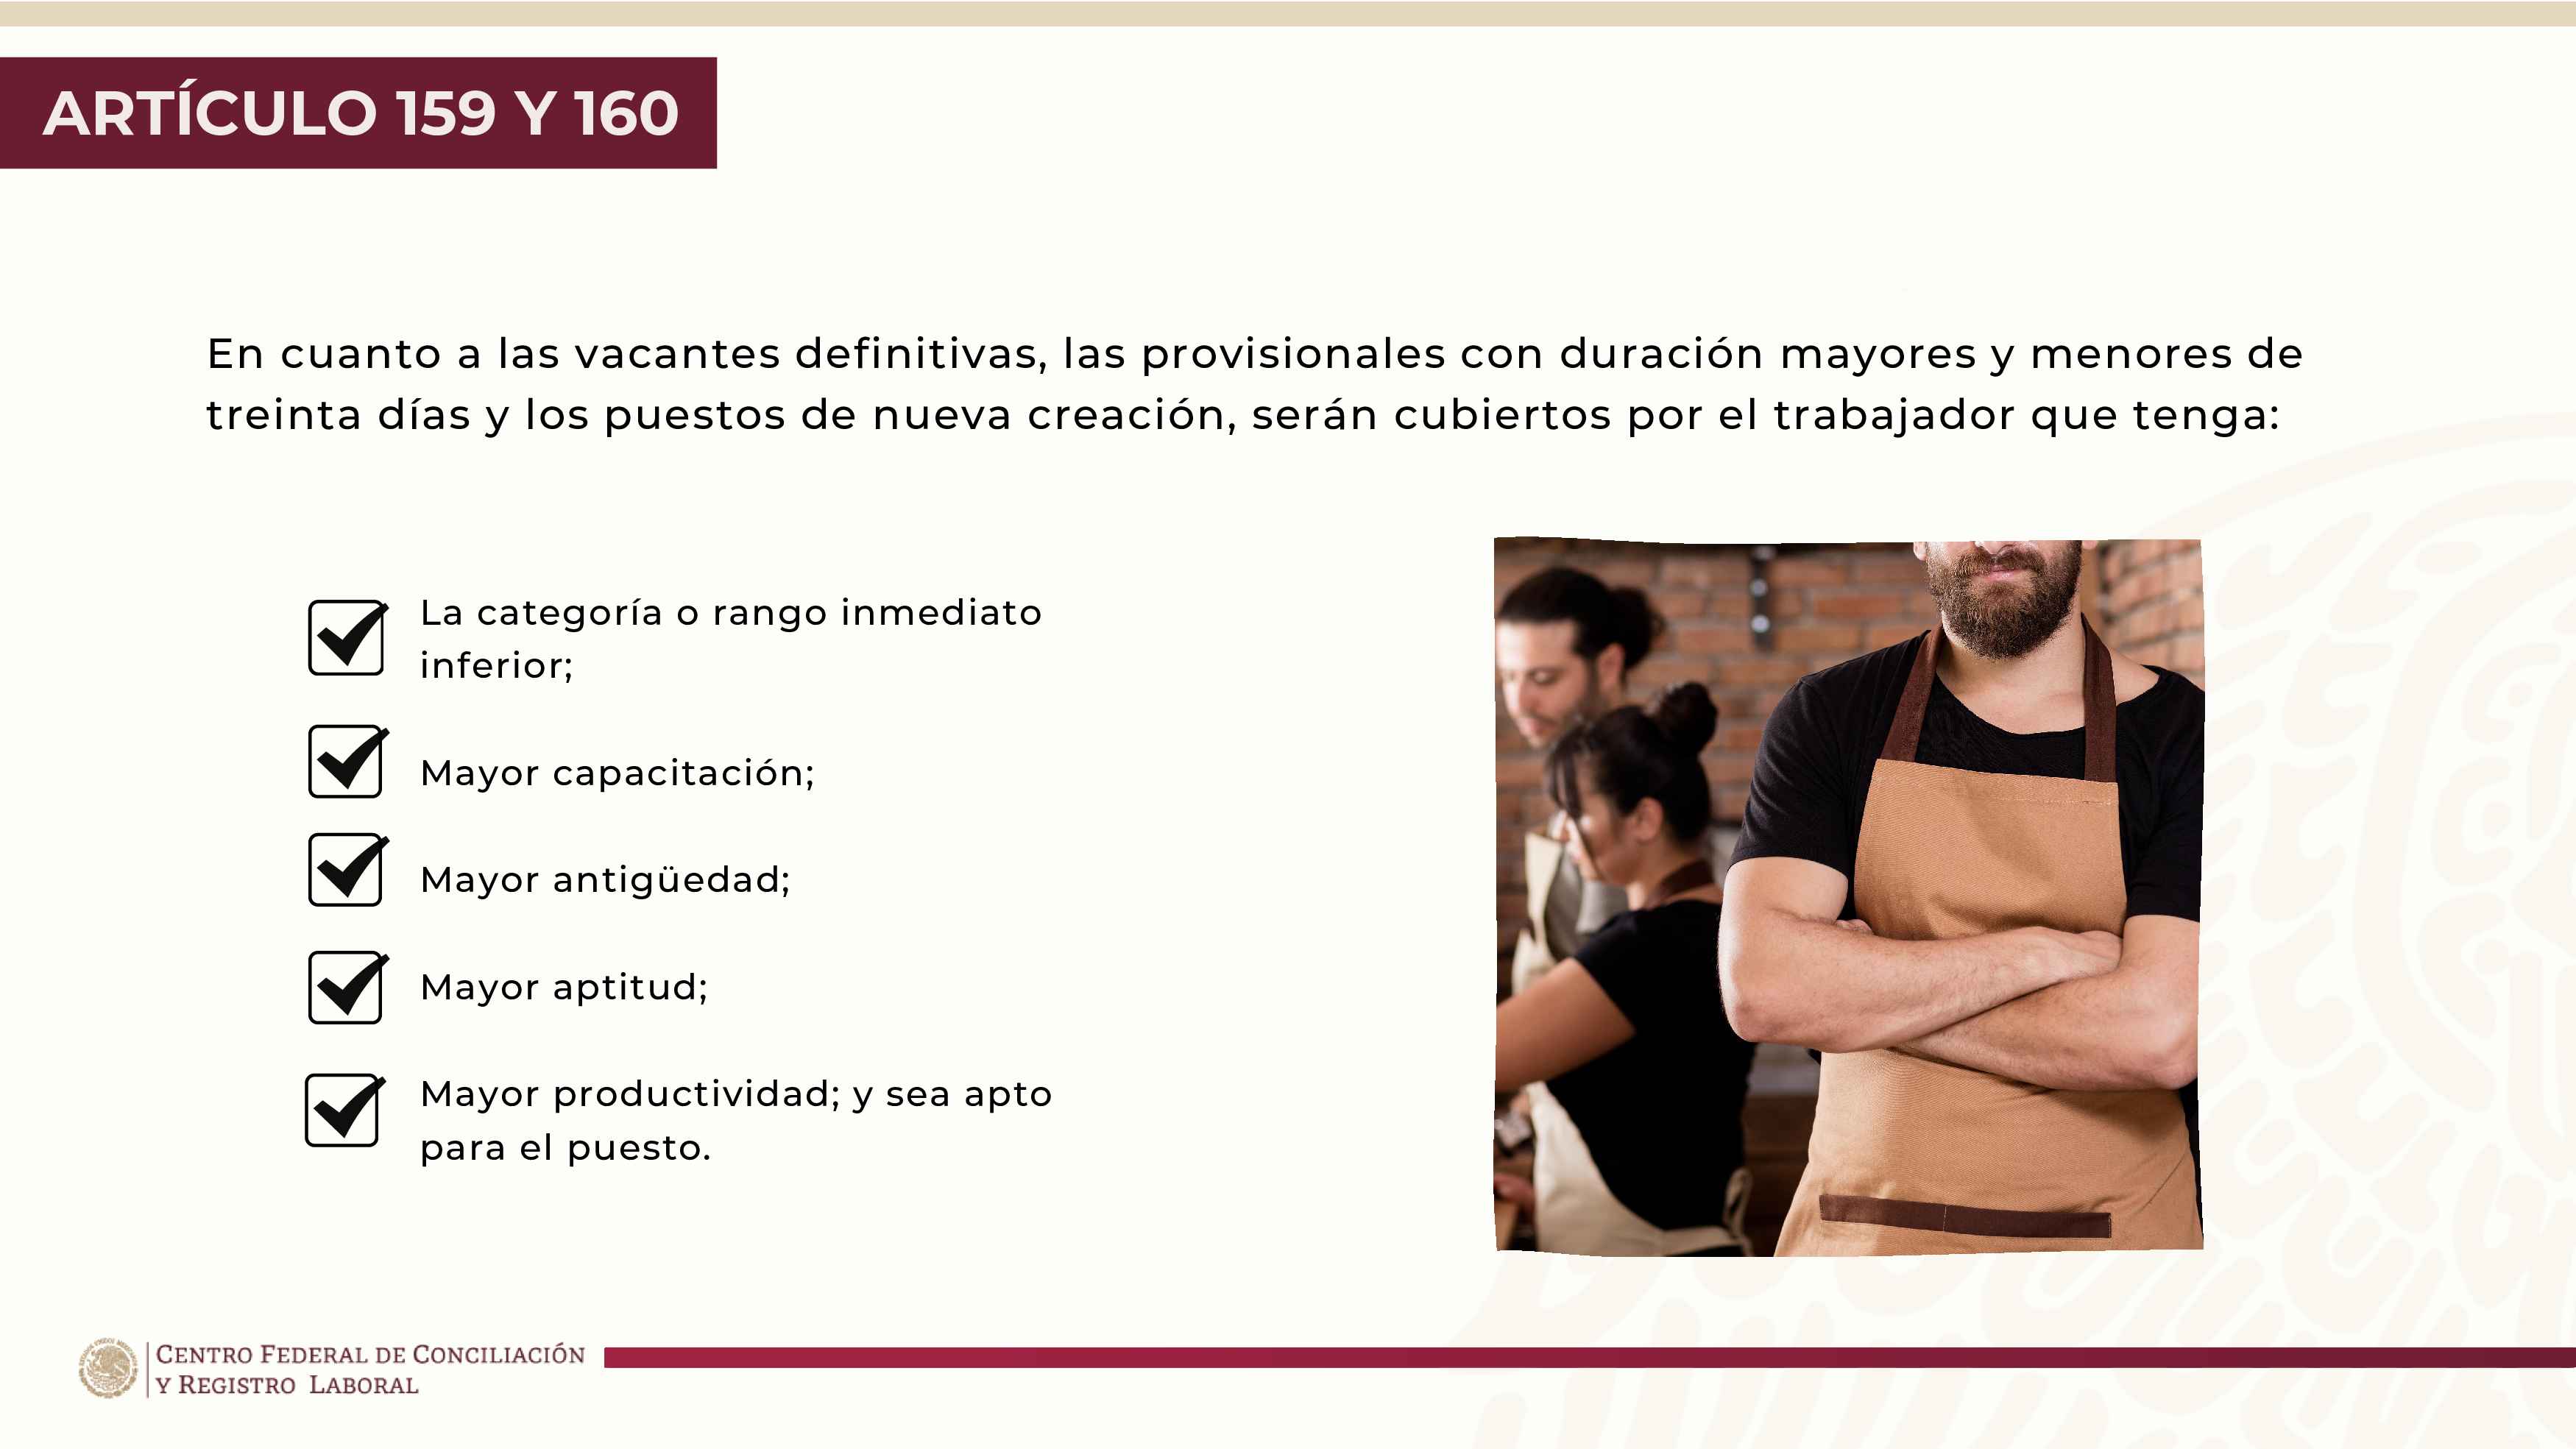 ARTÍCULO 159 Y 160
En cuanto a las vacantes definitivas, las provisionales con duración mayores y menores de
treinta días y los puestos de nueva creación, serán cubiertos por el trabajador que tenga:
La categoría o rango inmediato
inferior;
Mayor capacitación;
Mayor antigüedad;
Mayor aptitud;
Mayor productividad; y sea apto
para el puesto.
CENTRO FEDERAL DE CONCILIACIÓN
Y REGISTRO LABORAL